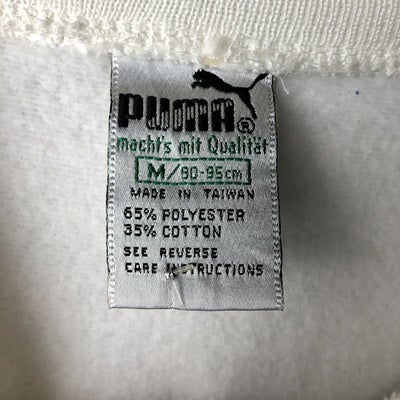 PUMA®
macht's mit Qualität
M/90-95cm
MADE IN TAIWAN
65% POLYESTER
35% COTTON
SEE REVERSE
CARE INSTRUCTIONS